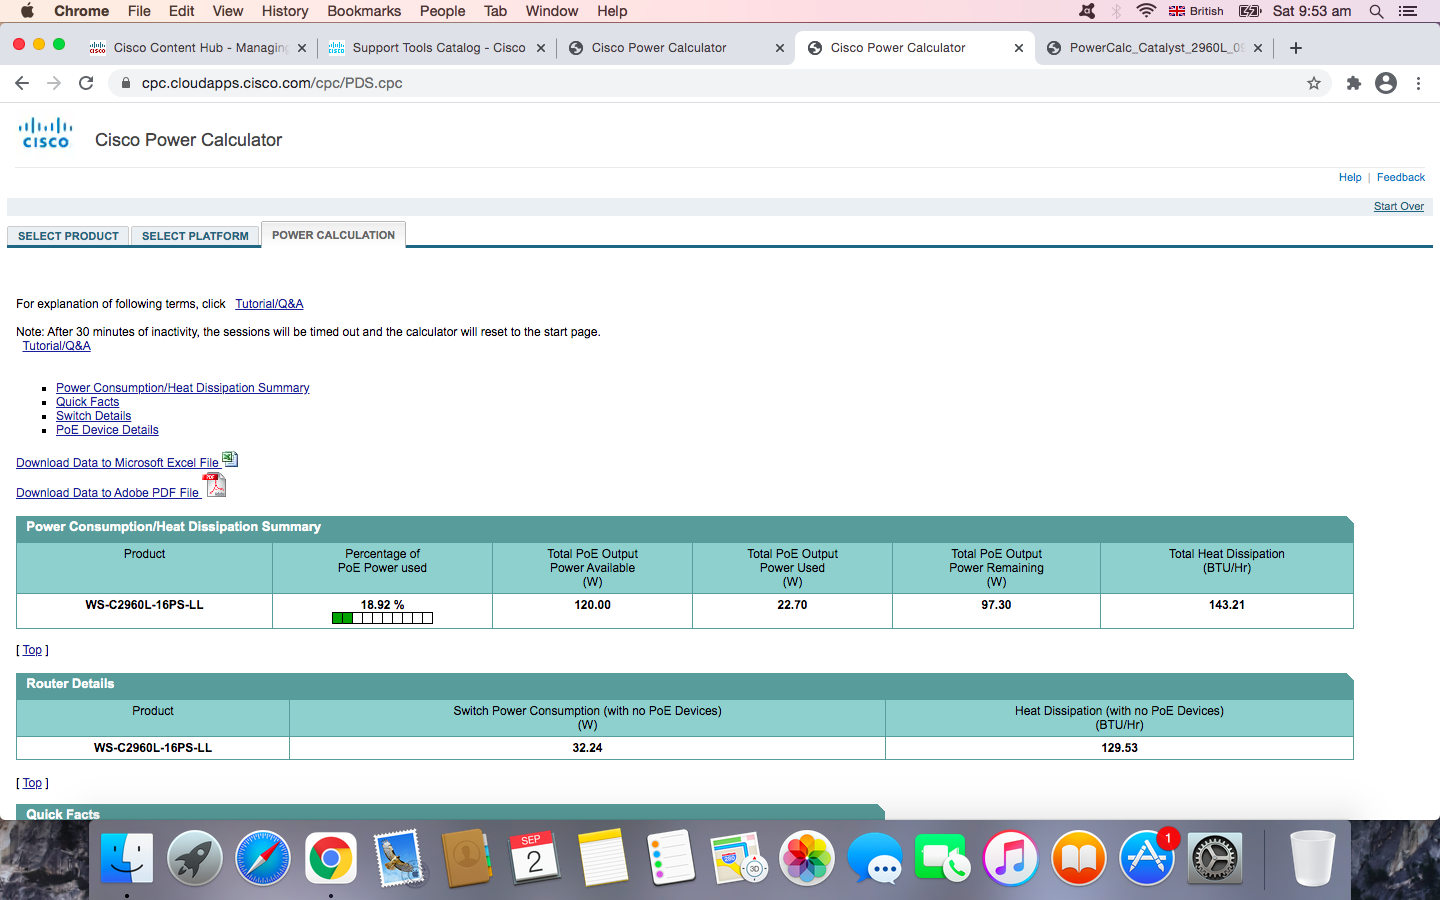 Chrome File Edit View History Bookmarks People Tab Window Help British Sat 9:53 am
Cisco Content Hub - Managing Support Tools Catalog - Cisco Cisco Power Calculator Cisco Power Calculator PowerCalc_Catalyst_2960L_
cpc.cloudapps.cisco.com/cpc/PDS.cpc
CISCO
Cisco Power Calculator
Help | Feedback
Start Over
SELECT PRODUCT SELECT PLATFORM POWER CALCULATION
For explanation of following terms, click Tutorial/Q&A
Note: After 30 minutes of inactivity, the sessions will be timed out and the calculator will reset to the start page.
Tutorial/Q&A
Power Consumption/Heat Dissipation Summary
Quick Facts
Switch Details
PoE Device Details
Download Data to Microsoft Excel File
Download Data to Adobe PDF File
Power Consumption/Heat Dissipation Summary
Product Percentage of Total PoE Output Total PoE Output Total PoE Output Total Heat Dissipation
PoE Power used Power Available Power Used Power Remaining (BTU/Hr)
(W) (W) (W)
WS-C2960L-16PS-LL 18.92 % 120.00 22.70 97.30 143.21
[ Top ]
Router Details
Product Switch Power Consumption (with no PoE Devices) Heat Dissipation (with no PoE Devices)
(W) (BTU/Hr)
WS-C2960L-16PS-LL 32.24 129.53
[ Top ]
Quick Facts
SEP
2
280
3D
1